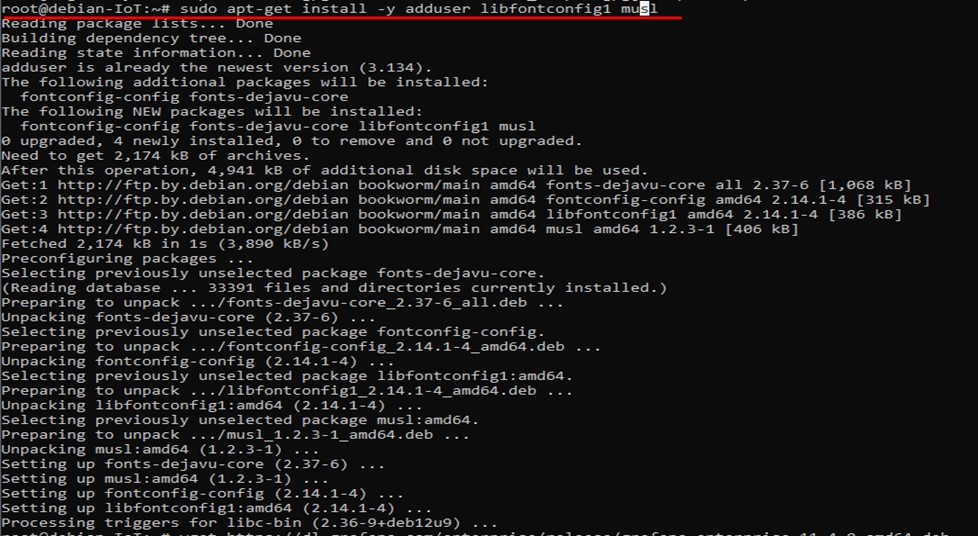 root@debian-IoT:~# sudo apt-get install -y adduser libfontconfig1 musl
Reading package lists... Done
Building dependency tree... Done
Reading state information... Done
adduser is already the newest version (3.134).
The following additional packages will be installed:
  fontconfig-config fonts-dejavu-core
The following NEW packages will be installed:
  fontconfig-config fonts-dejavu-core libfontconfig1 musl
0 upgraded, 4 newly installed, 0 to remove and 0 not upgraded.
Need to get 2,174 kB of archives.
After this operation, 4,941 kB of additional disk space will be used.
Get:1 http://ftp.by.debian.org/debian bookworm/main amd64 fonts-dejavu-core all 2.37-6 [1,068 kB]
Get:2 http://ftp.by.debian.org/debian bookworm/main amd64 fontconfig-config amd64 2.14.1-4 [315 kB]
Get:3 http://ftp.by.debian.org/debian bookworm/main amd64 libfontconfig1 amd64 2.14.1-4 [386 kB]
Get:4 http://ftp.by.debian.org/debian bookworm/main amd64 musl amd64 1.2.3-1 [406 kB]
Fetched 2,174 kB in 1s (3,890 kB/s)
Preconfiguring packages ...
Selecting previously unselected package fonts-dejavu-core.
(Reading database ... 33391 files and directories currently installed.)
Preparing to unpack .../fonts-dejavu-core_2.37-6_all.deb ...
Unpacking fonts-dejavu-core (2.37-6) ...
Selecting previously unselected package fontconfig-config.
Preparing to unpack .../fontconfig-config_2.14.1-4_amd64.deb ...
Unpacking fontconfig-config (2.14.1-4) ...
Selecting previously unselected package libfontconfig1:amd64.
Preparing to unpack .../libfontconfig1_2.14.1-4_amd64.deb ...
Unpacking libfontconfig1:amd64 (2.14.1-4) ...
Selecting previously unselected package musl:amd64.
Preparing to unpack .../musl_1.2.3-1_amd64.deb ...
Unpacking musl:amd64 (1.2.3-1) ...
Setting up fonts-dejavu-core (2.37-6) ...
Setting up musl:amd64 (1.2.3-1) ...
Setting up fontconfig-config (2.14.1-4) ...
Setting up libfontconfig1:amd64 (2.14.1-4) ...
Processing triggers for libc-bin (2.36-9+deb12u9) ...